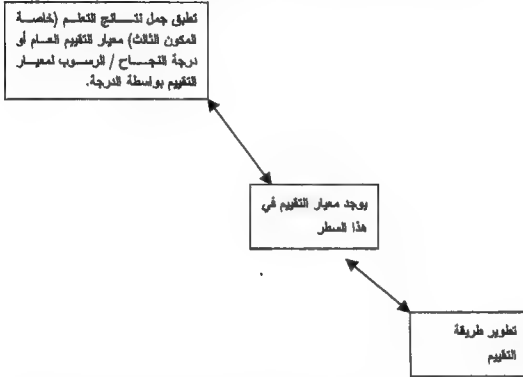 تطبق جمل نتائج التعلم (خاصة
المكون الثالث) معيار التقييم العام أو
درجة النجاح / الرسوب لمعيار
التقييم بواسطة الدرجة.
يوجد معيار التقييم في
هذا السطر
تطوير طريقة
التقييم